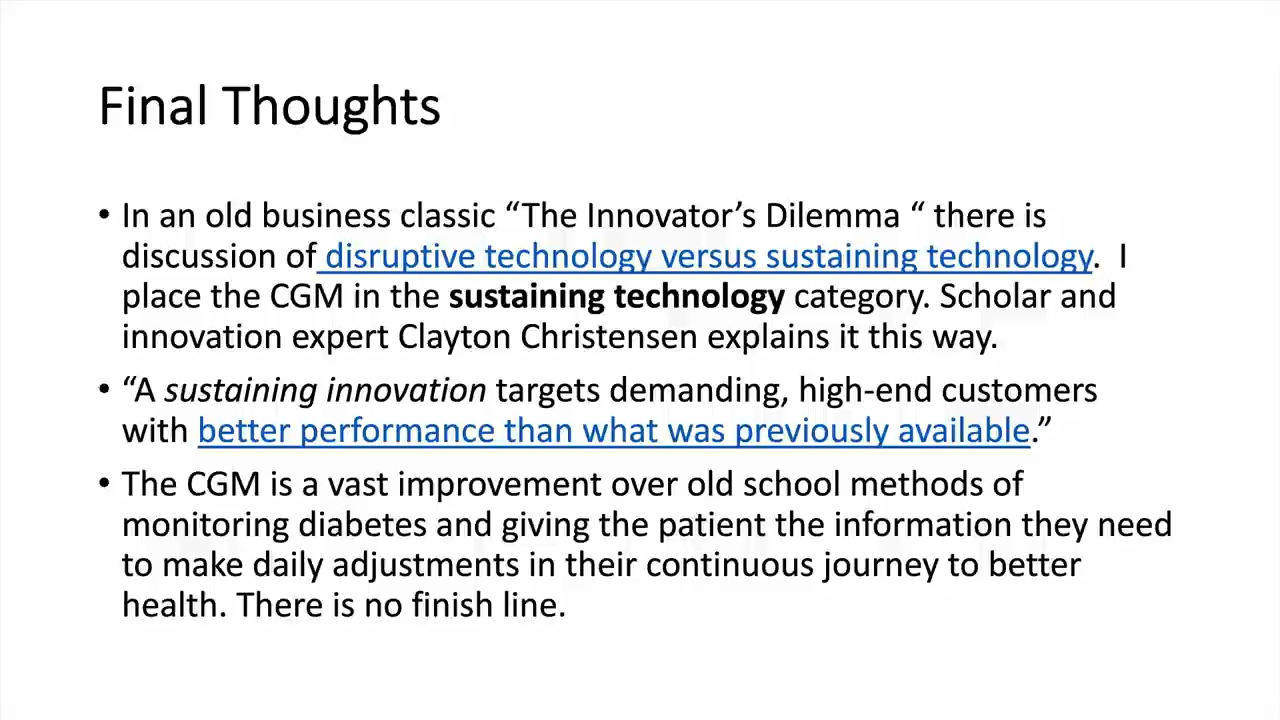 Final Thoughts
• In an old business classic “The Innovator’s Dilemma “ there is
discussion of disruptive technology versus sustaining technology.  I
place the CGM in the sustaining technology category. Scholar and
innovation expert Clayton Christensen explains it this way.
• “A sustaining innovation targets demanding, high-end customers
with better performance than what was previously available.”
• The CGM is a vast improvement over old school methods of
monitoring diabetes and giving the patient the information they need
to make daily adjustments in their continuous journey to better
health. There is no finish line.